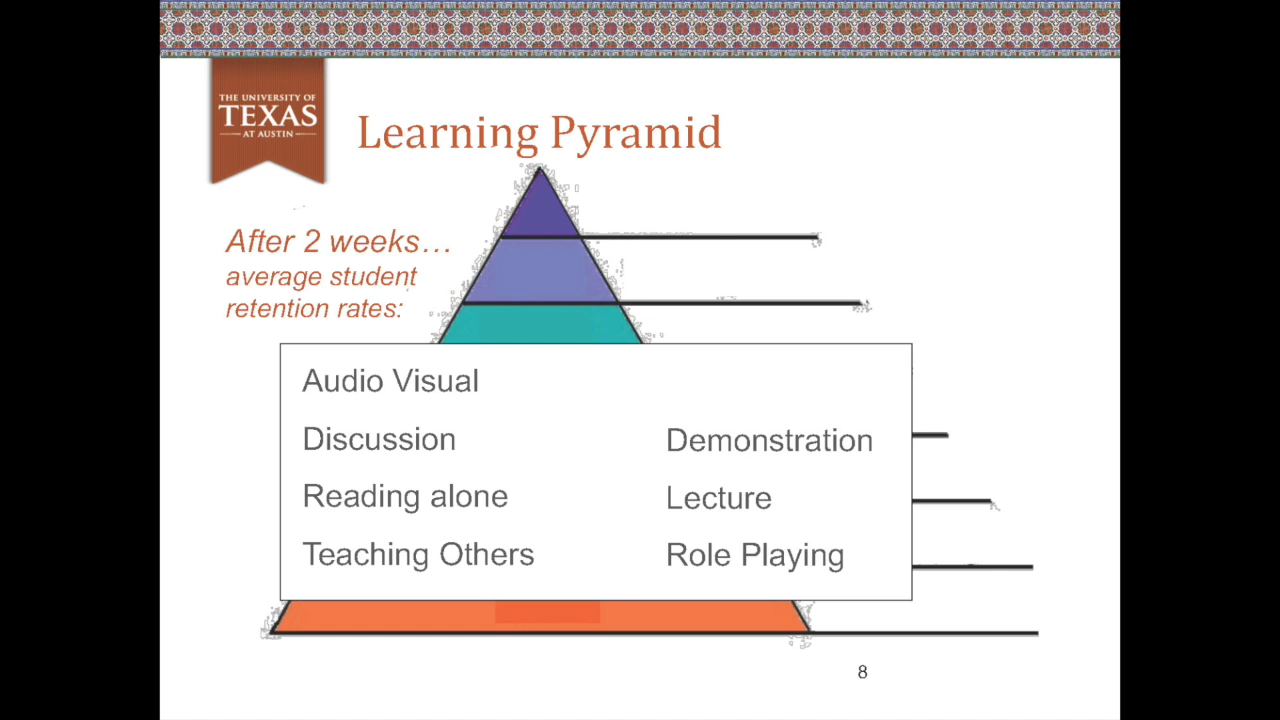 THE UNIVERSITY OF
TEXAS
AT AUSTIN
Learning Pyramid
After 2 weeks…
average student
retention rates:
Audio Visual
Discussion
Reading alone
Teaching Others
Demonstration
Lecture
Role Playing
8